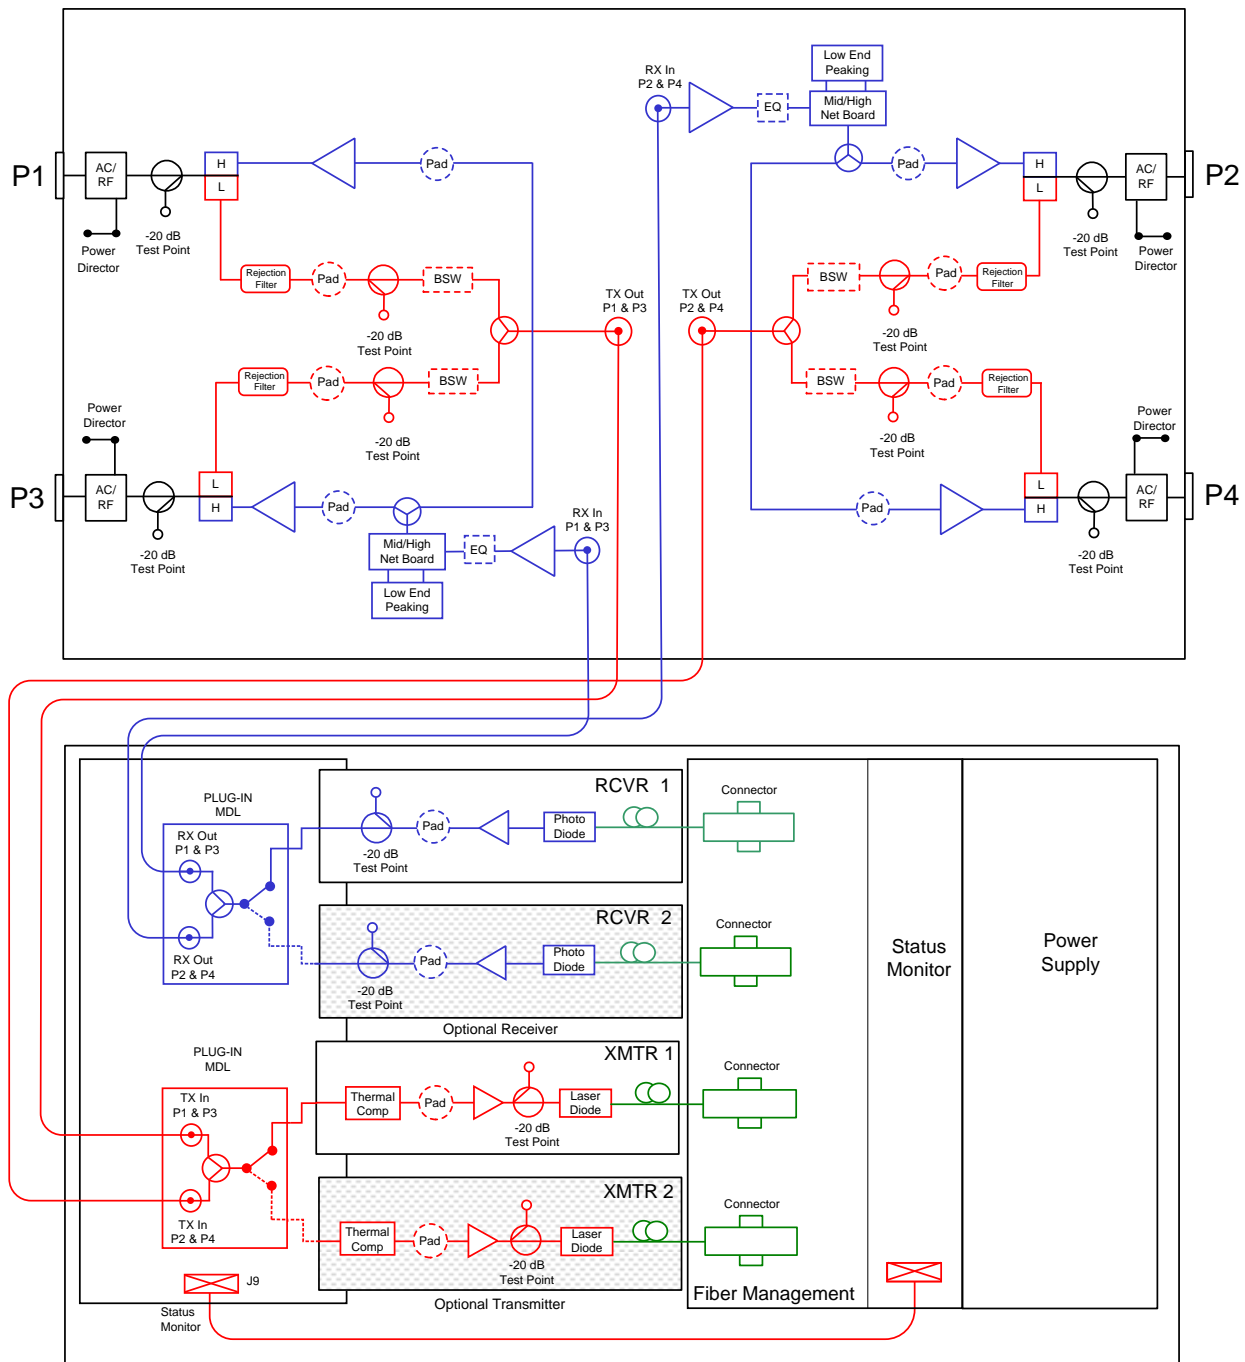 Low End
Peaking
RX In
P2 & P4
EQ
Mid/High
Net Board
P1
AC/
RF
H
L
Pad
Pad
H
L
AC/
RF
P2
-20 dB
Test Point
Power
Director
-20 dB
Test Point
Power
Director
Rejection
Filter
Pad
BSW
BSW
Pad
Rejection
Filter
TX Out
P1 & P3
TX Out
P2 & P4
-20 dB
Test Point
-20 dB
Test Point
Rejection
Filter
Pad
BSW
BSW
Pad
Rejection
Filter
Power
Director
-20 dB
Test Point
-20 dB
Test Point
Power
Director
P3
AC/
RF
L
H
Pad
RX In
P1 & P3
Pad
L
H
AC/
RF
P4
-20 dB
Test Point
Mid/High
Net Board
EQ
-20 dB
Test Point
Low End
Peaking
PLUG-IN
MDL
RX Out
P1 & P3
RX Out
P2 & P4
RCVR 1
-20 dB
Test Point
Pad
Photo
Diode
Connector
RCVR 2
-20 dB
Test Point
Pad
Photo
Diode
Connector
Optional Receiver
Status
Monitor
Power
Supply
PLUG-IN
MDL
TX In
P1 & P3
TX In
P2 & P4
XMTR 1
Thermal
Comp
Pad
-20 dB
Test Point
Laser
Diode
Connector
XMTR 2
Thermal
Comp
Pad
-20 dB
Test Point
Laser
Diode
Connector
Optional Transmitter
Fiber Management
J9
Status
Monitor